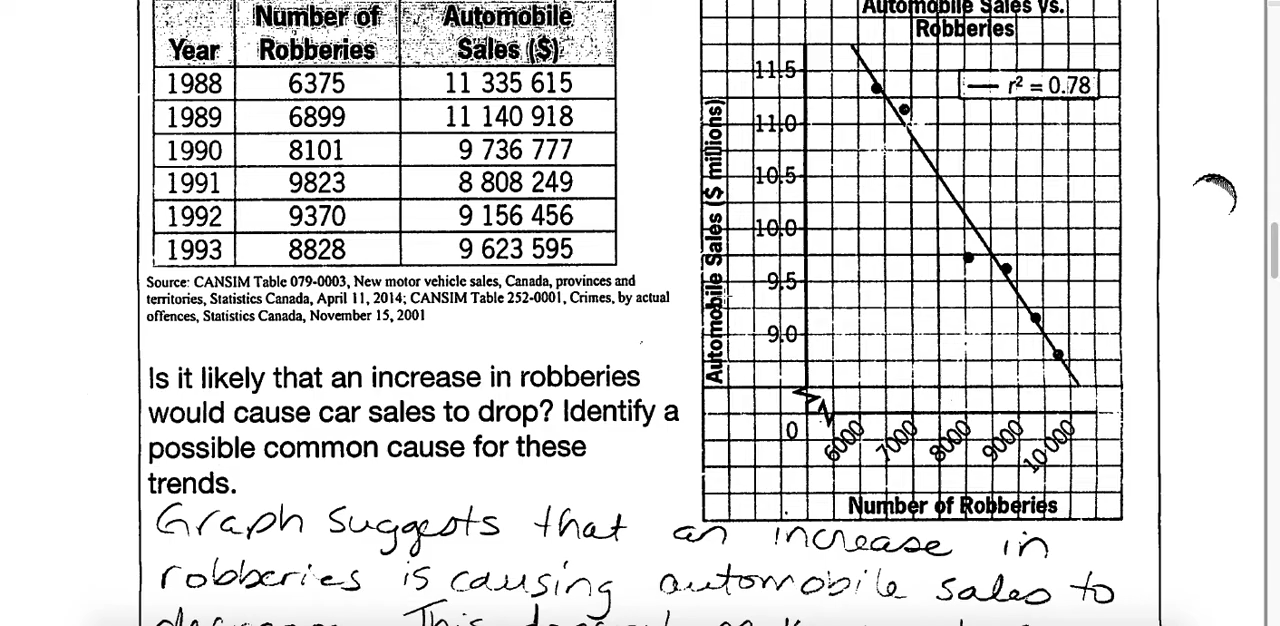 Year Number of Robberies Automobile Sales ($)
1988 6375 11 335 615
1989 6899 11 140 918
1990 8101 9 736 777
1991 9823 8 808 249
1992 9370 9 156 456
1993 8828 9 623 595
Source: CANSIM Table 079-0003, New motor vehicle sales, Canada, provinces and
territories, Statistics Canada, April 11, 2014; CANSIM Table 252-0001, Crimes, by actual
offences, Statistics Canada, November 15, 2001
Automobile Sales vs.
Robberies
r² = 0.78
Automobile Sales ($ millions)
11.5
11.0
10.5
10.0
9.5
9.0
0
6000 7000 8000 9000 10 000
Number of Robberies
Is it likely that an increase in robberies
would cause car sales to drop? Identify a
possible common cause for these
trends.
Graph suggests that an increase in
robberies is causing automobile sales to
This